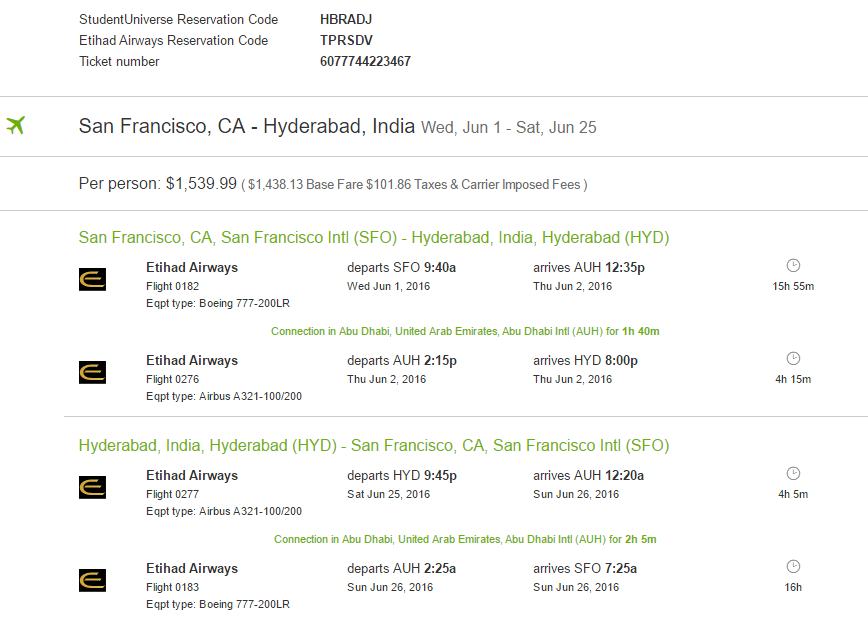 StudentUniverse Reservation Code HBRADJ
Etihad Airways Reservation Code TPRSDV
Ticket number 6077744223467
San Francisco, CA - Hyderabad, India Wed, Jun 1 - Sat, Jun 25
Per person: $1,539.99 ( $1,438.13 Base Fare $101.86 Taxes & Carrier Imposed Fees )
San Francisco, CA, San Francisco Intl (SFO) - Hyderabad, India, Hyderabad (HYD)
Etihad Airways departs SFO 9:40a arrives AUH 12:35p
Flight 0182 Wed Jun 1, 2016 Thu Jun 2, 2016 15h 55m
Eqpt type: Boeing 777-200LR
Connection in Abu Dhabi, United Arab Emirates, Abu Dhabi Intl (AUH) for 1h 40m
Etihad Airways departs AUH 2:15p arrives HYD 8:00p
Flight 0276 Thu Jun 2, 2016 Thu Jun 2, 2016 4h 15m
Eqpt type: Airbus A321-100/200
Hyderabad, India, Hyderabad (HYD) - San Francisco, CA, San Francisco Intl (SFO)
Etihad Airways departs HYD 9:45p arrives AUH 12:20a
Flight 0277 Sat Jun 25, 2016 Sun Jun 26, 2016 4h 5m
Eqpt type: Airbus A321-100/200
Connection in Abu Dhabi, United Arab Emirates, Abu Dhabi Intl (AUH) for 2h 5m
Etihad Airways departs AUH 2:25a arrives SFO 7:25a
Flight 0183 Sun Jun 26, 2016 Sun Jun 26, 2016 16h
Eqpt type: Boeing 777-200LR